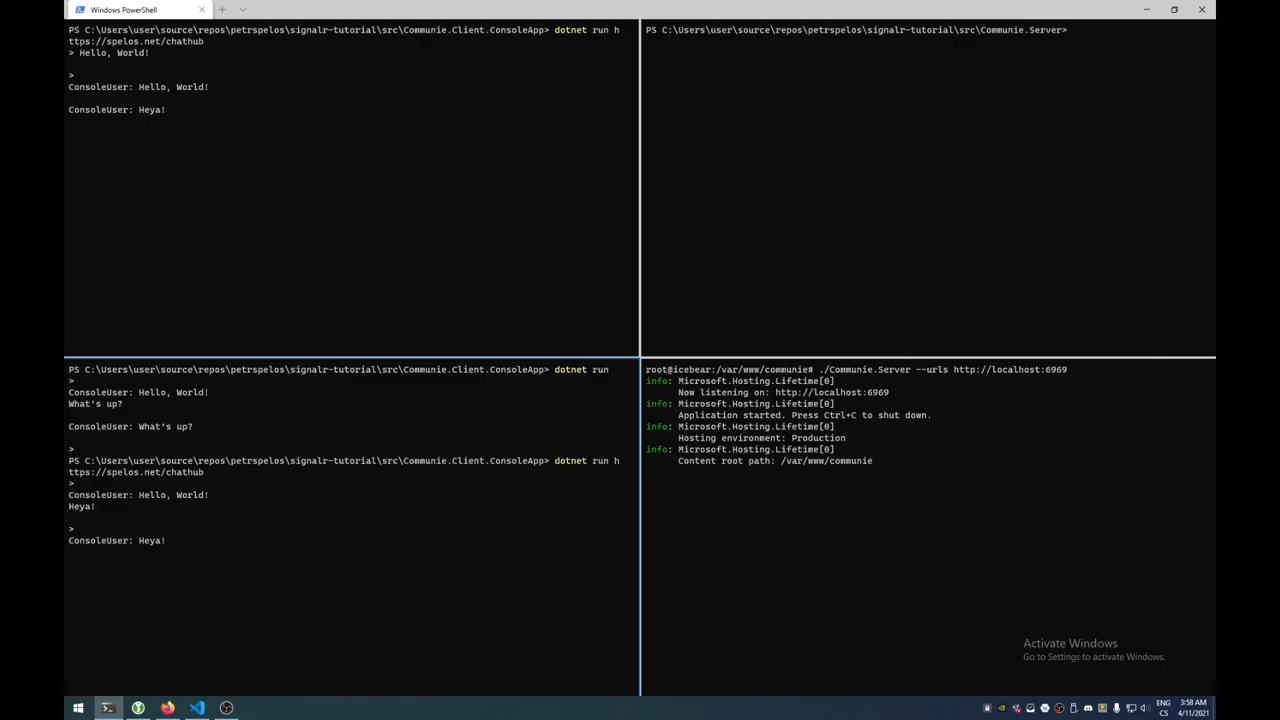 Windows PowerShell
PS C:\Users\user\source\repos\petrspelos\signalr-tutorial\src\Communie.Client.ConsoleApp> dotnet run h
ttps://spelos.net/chathub
> Hello, World!
>
ConsoleUser: Hello, World!
ConsoleUser: Heya!
PS C:\Users\user\source\repos\petrspelos\signalr-tutorial\src\Communie.Server>
PS C:\Users\user\source\repos\petrspelos\signalr-tutorial\src\Communie.Client.ConsoleApp> dotnet run
>
ConsoleUser: Hello, World!
What's up?
ConsoleUser: What's up?
>
PS C:\Users\user\source\repos\petrspelos\signalr-tutorial\src\Communie.Client.ConsoleApp> dotnet run h
ttps://spelos.net/chathub
>
ConsoleUser: Hello, World!
Heya!
>
ConsoleUser: Heya!
root@icebear:/var/www/communie# ./Communie.Server --urls http://localhost:6969
info: Microsoft.Hosting.Lifetime[0]
Now listening on: http://localhost:6969
info: Microsoft.Hosting.Lifetime[0]
Application started. Press Ctrl+C to shut down.
info: Microsoft.Hosting.Lifetime[0]
Hosting environment: Production
info: Microsoft.Hosting.Lifetime[0]
Content root path: /var/www/communie
Activate Windows
Go to Settings to activate Windows.
ENG
CS
3:58 AM
4/11/2021